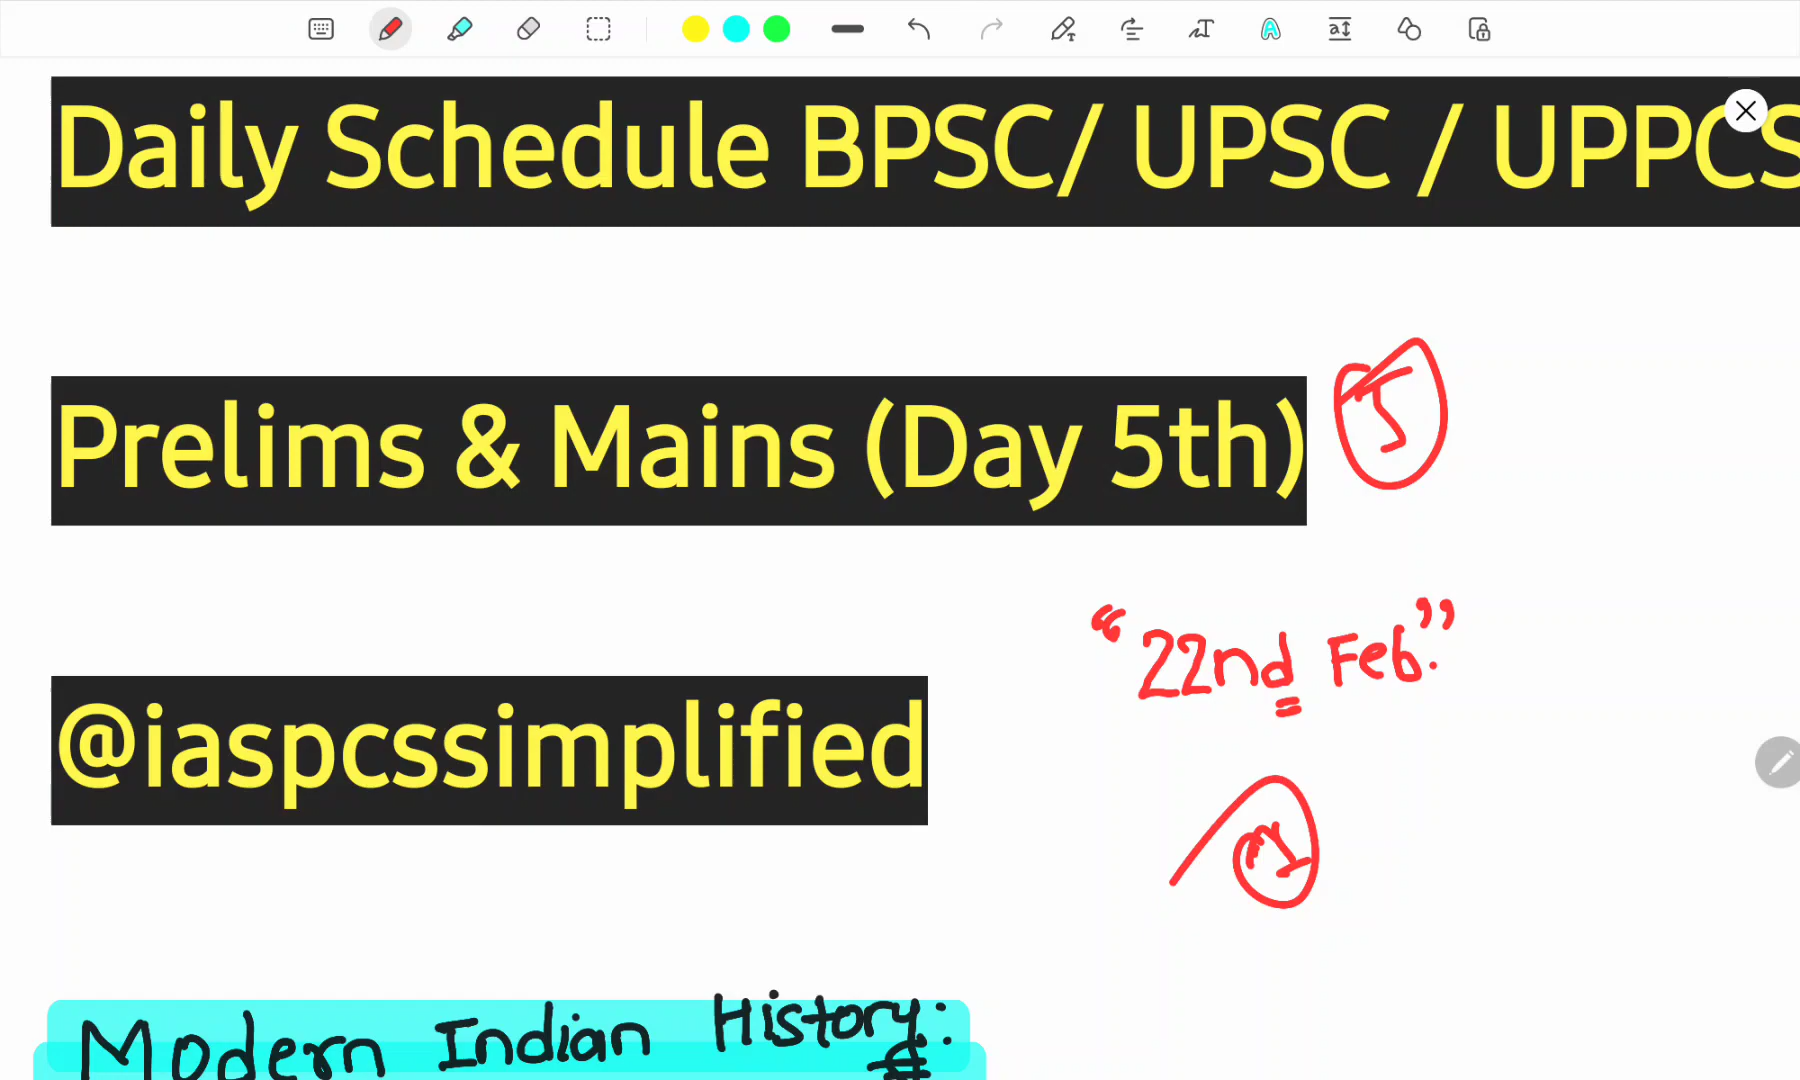 Daily Schedule BPSC/ UPSC / UPPCS
Prelims & Mains (Day 5th)
5
"22nd Feb."
@iaspcssimplified
Modern Indian History: